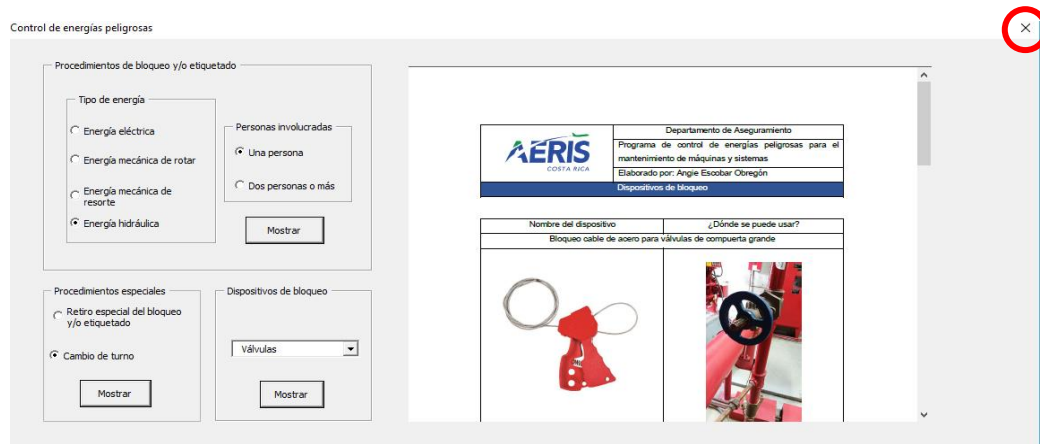 Control de energías peligrosas
Procedimientos de bloqueo y/o etiquetado
Tipo de energía
Energía eléctrica
Energía mecánica de rotar
Energía mecánica de
resorte
Energía hidráulica
Personas involucradas
Una persona
Dos personas o más
Mostrar
Procedimientos especiales
Retiro especial del bloqueo
y/o etiquetado
Cambio de turno
Mostrar
Dispositivos de bloqueo
Válvulas
Mostrar
AERIS
COSTA RICA
Departamento de Aseguramiento
Programa de control de energías peligrosas para el
mantenimiento de máquinas y sistemas
Elaborado por: Angie Escobar Obregón
Dispositivos de bloqueo
Nombre del dispositivo
¿Dónde se puede usar?
Bloqueo cable de acero para válvulas de compuerta grande